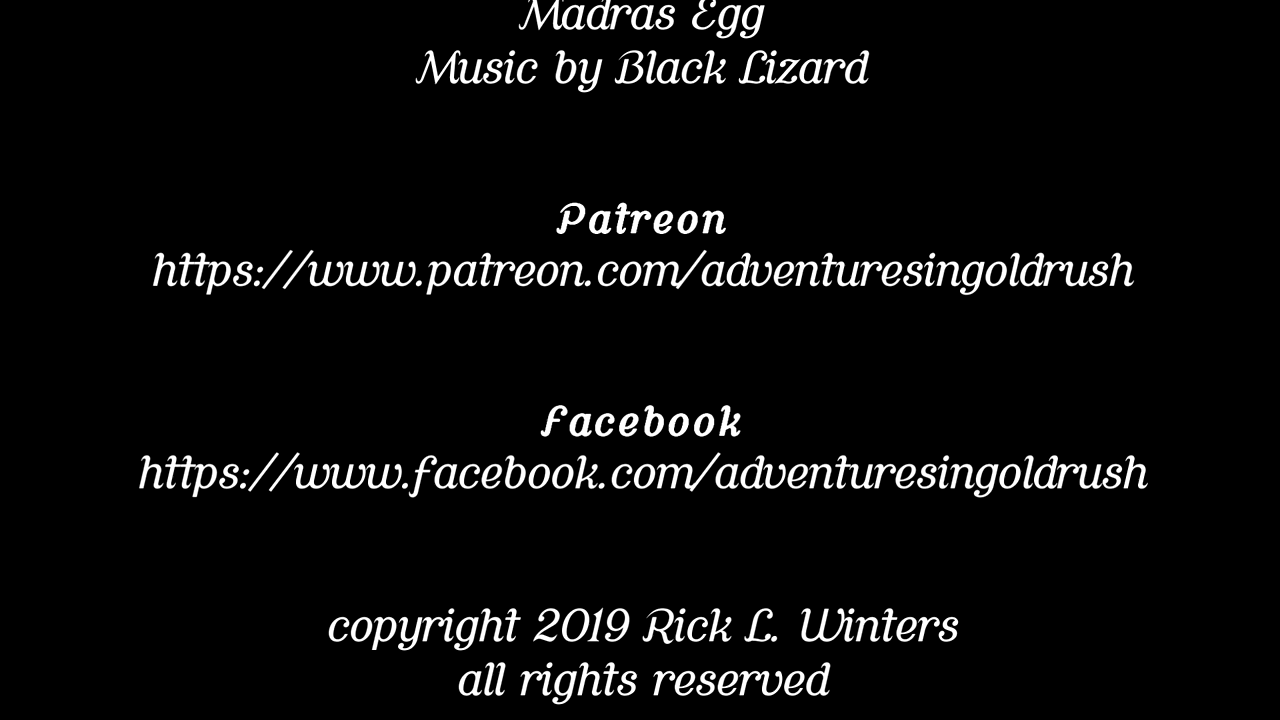 Madras Egg
Music by Black Lizard
Patreon
https://www.patreon.com/adventuresingoldrush
Facebook
https://www.facebook.com/adventuresingoldrush
copyright 2019 Rick L. Winters
all rights reserved